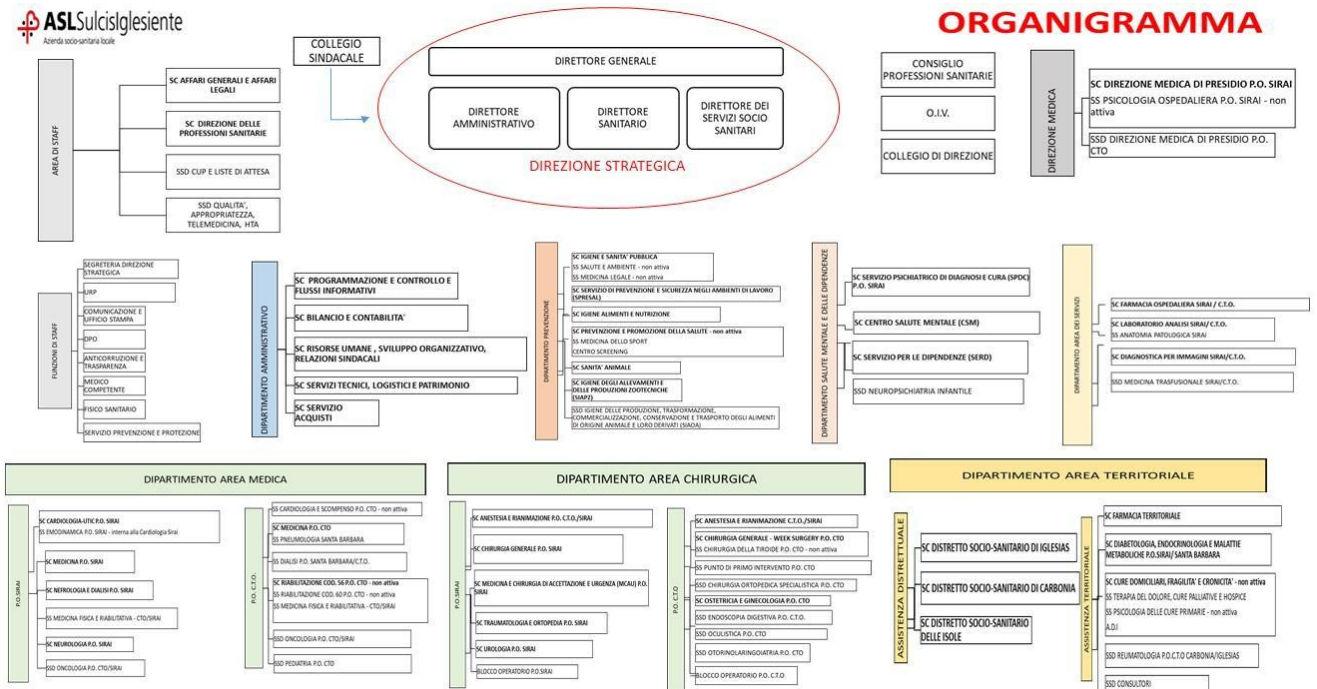 ASLSulcisIglesiente
Azienda socio-sanitaria locale
ORGANIGRAMMA
COLLEGIO
SINDACALE
DIRETTORE GENERALE
DIRETTORE
AMMINISTRATIVO
DIRETTORE
SANITARIO
DIRETTORE DEI
SERVIZI SOCIO
SANITARI
DIREZIONE STRATEGICA
CONSIGLIO
PROFESSIONI SANITARIE
O.I.V.
COLLEGIO DI DIREZIONE
DIREZIONE MEDICA
SC DIREZIONE MEDICA DI PRESIDIO P.O. SIRAI
SS PSICOLOGIA OSPEDALIERA P.O. SIRAI - non
attiva
SSD DIREZIONE MEDICA DI PRESIDIO P.O.
CTO
AREA DI STAFF
SC AFFARI GENERALI E AFFARI
LEGALI
SC DIREZIONE DELLE
PROFESSIONI SANITARIE
SSD CUP E LISTE DI ATTESA
SSD QUALITA',
APPROPRIATEZZA,
TELEMEDICINA, HTA
FUNZIONI DI STAFF
SEGRETERIA DIREZIONE
STRATEGICA
URP
COMUNICAZIONE E
UFFICIO STAMPA
DPO
ANTICORRUZIONE E
TRASPARENZA
MEDICO
COMPETENTE
FISICO SANITARIO
SERVIZIO PREVENZIONE E PROTEZIONE
DIPARTIMENTO AMMINISTRATIVO
SC PROGRAMMAZIONE E CONTROLLO E
FLUSSI INFORMATIVI
SC BILANCIO E CONTABILITA'
SC RISORSE UMANE , SVILUPPO ORGANIZZATIVO,
RELAZIONI SINDACALI
SC SERVIZI TECNICI, LOGISTICI E PATRIMONIO
SC SERVIZIO
ACQUISTI
DIPARTIMENTO PREVENZIONE
SC IGIENE E SANITA' PUBBLICA
SS SALUTE E AMBIENTE - non attiva
SS MEDICINA LEGALE - non attiva
SC SERVIZIO DI PREVENZIONE E SICUREZZA NEGLI AMBIENTI DI LAVORO
(SPRESAL)
SC IGIENE ALIMENTI E NUTRIZIONE
SC PREVENZIONE E PROMOZIONE DELLA SALUTE - non attiva
SS MEDICINA DELLO SPORT
CENTRO SCREENING
SC SANITA' ANIMALE
SC IGIENE DEGLI ALLEVAMENTI E
DELLE PRODUZIONI ZOOTECNICHE
(SIAPZ)
SSD IGIENE DELLE PRODUZIONE, TRASFORMAZIONE,
COMMERCIALIZZAZIONE, CONSERVAZIONE E TRASPORTO DEGLI ALIMENTI
DI ORIGINE ANIMALE E LORO DERIVATI (SIAOA)
DIPARTIMENTO SALUTE MENTALE E DELLE DIPENDENZE
SC SERVIZIO PSICHIATRICO DI DIAGNOSI E CURA (SPDC)
P.O. SIRAI
SC CENTRO SALUTE MENTALE (CSM)
SC SERVIZIO PER LE DIPENDENZE (SERD)
SSD NEUROPSICHIATRIA INFANTILE
DIPARTIMENTO AREA DEI SERVIZI
SC FARMACIA OSPEDALIERA SIRAI / C.T.O.
SC LABORATORIO ANALISI SIRAI/ C.T.O.
SS ANATOMIA PATOLOGICA SIRAI
SC DIAGNOSTICA PER IMMAGINI SIRAI/C.T.O.
SSD MEDICINA TRASFUSIONALE SIRAI/C.T.O.
DIPARTIMENTO AREA MEDICA
P.O.SIRAI
SC CARDIOLOGIA-UTIC P.O. SIRAI
SS EMODINAMICA P.O. SIRAI - interna alla Cardiologia Sirai
SC MEDICINA P.O. SIRAI
SC NEFROLOGIA E DIALISI P.O. SIRAI
SS MEDICINA FISICA E RIABILITATIVA - CTO/SIRAI
SC NEUROLOGIA P.O. SIRAI
SSD ONCOLOGIA P.O. CTO/SIRAI
P.O. C.T.O.
SS CARDIOLOGIA E SCOMPENSO P.O. CTO - non attiva
SC MEDICINA P.O. CTO
SS PNEUMOLOGIA SANTA BARBARA
SS DIALISI P.O. SANTA BARBARA/C.T.O.
SC RIABILITAZIONE COD. 56 P.O. CTO - non attiva
SS RIABILITAZIONE COD. 60 P.O. CTO - non attiva
SS MEDICINA FISICA E RIABILITATIVA - CTO/SIRAI
SSD ONCOLOGIA P.O. CTO/SIRAI
SSD PEDIATRIA P.O. CTO
DIPARTIMENTO AREA CHIRURGICA
P.O.SIRAI
SC ANESTESIA E RIANIMAZIONE P.O. C.T.O./SIRAI
SC CHIRURGIA GENERALE P.O. SIRAI
SC MEDICINA E CHIRURGIA DI ACCETTAZIONE E URGENZA (MCAU) P.O.
SIRAI
SC TRAUMATOLOGIA E ORTOPEDIA P.O. SIRAI
SC UROLOGIA P.O. SIRAI
BLOCCO OPERATORIO P.O.SIRAI
P.O. C.T.O
SC ANESTESIA E RIANIMAZIONE C.T.O./SIRAI
SC CHIRURGIA GENERALE - WEEK SURGERY P.O. CTO
SS CHIRURGIA DELLA TIROIDE P.O. CTO - non attiva
SS PUNTO DI PRIMO INTERVENTO P.O. CTO
SSD CHIRURGIA ORTOPEDICA SPECIALISTICA P.O. CTO
SC OSTETRICIA E GINECOLOGIA P.O. CTO
SSD ENDOSCOPIA DIGESTIVA P.O. C.T.O.
SSD OCULISTICA P.O. CTO
SSD OTORINOLARINGOIATRIA P.O. CTO
BLOCCO OPERATORIO P.O. C.T.O
DIPARTIMENTO AREA TERRITORIALE
ASSISTENZA DISTRETTUALE
SC DISTRETTO SOCIO-SANITARIO DI IGLESIAS
SC DISTRETTO SOCIO-SANITARIO DI CARBONIA
SC DISTRETTO SOCIO-SANITARIO
DELLE ISOLE
ASSISTENZA TERRITORIALE
SC FARMACIA TERRITORIALE
SC DIABETOLOGIA, ENDOCRINOLOGIA E MALATTIE
METABOLICHE P.O.SIRAI/ SANTA BARBARA
SC CURE DOMICILIARI, FRAGILITA' E CRONICITA' - non attiva
SS TERAPIA DEL DOLORE, CURE PALLIATIVE E HOSPICE
SS PSICOLOGIA DELLE CURE PRIMARIE - non attiva
A.D.I
SSD REUMATOLOGIA P.O.C.T.O CARBONIA/IGLESIAS
SSD CONSULTORI